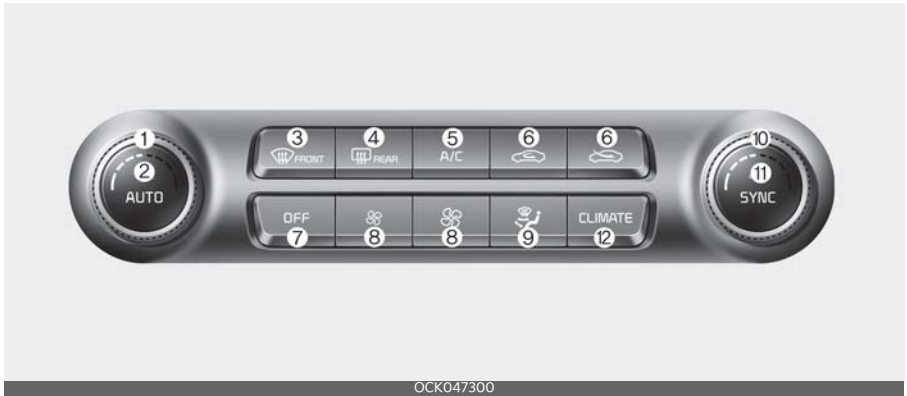 ① ③ ④ ⑤ ⑥ ⑥ ⑩
② FRONT REAR A/C ⑪
AUTO SYNC
OFF CLIMATE
⑦ ⑧ ⑧ ⑨ ⑫
OCK047300